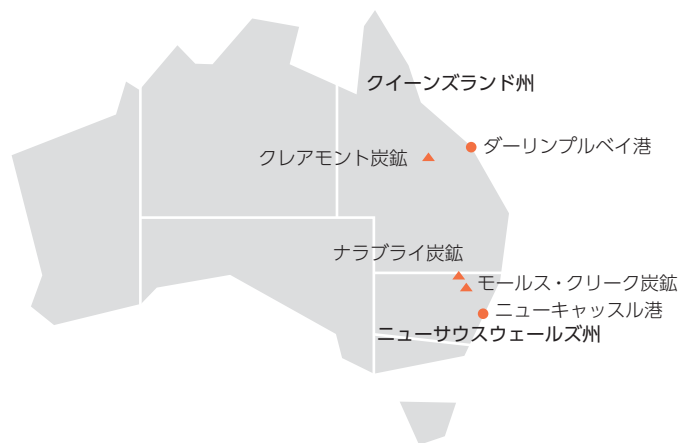 クイーンズランド州
ダーリンプルベイ港
クレアモント炭鉱
ナラブライ炭鉱
モールス・クリーク炭鉱
ニューキャッスル港
ニューサウスウェールズ州